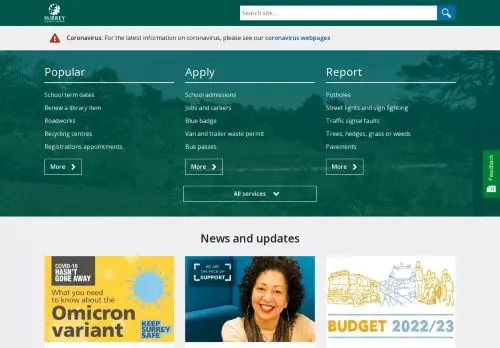 SURREY
Search site...
Coronavirus: For the latest information on coronavirus, please see our coronavirus webpages
Popular
School term dates
Renew a library item
Roadworks
Recycling centres
Registrations appointments
More
Apply
School admissions
Jobs and careers
Blue badge
Van and trailer waste permit
Bus passes
More
Report
Potholes
Street lights and sign lighting
Traffic signal faults
Trees, hedges, grass or weeds
Pavements
More
All services
Feedback
News and updates
COVID-19
HASN'T
GONE AWAY
What you need
to know about the
Omicron
variant
KEEP
SURREY
SAFE
WE ARE
THE FACE OF
SUPPORT
BUDGET 2022/23